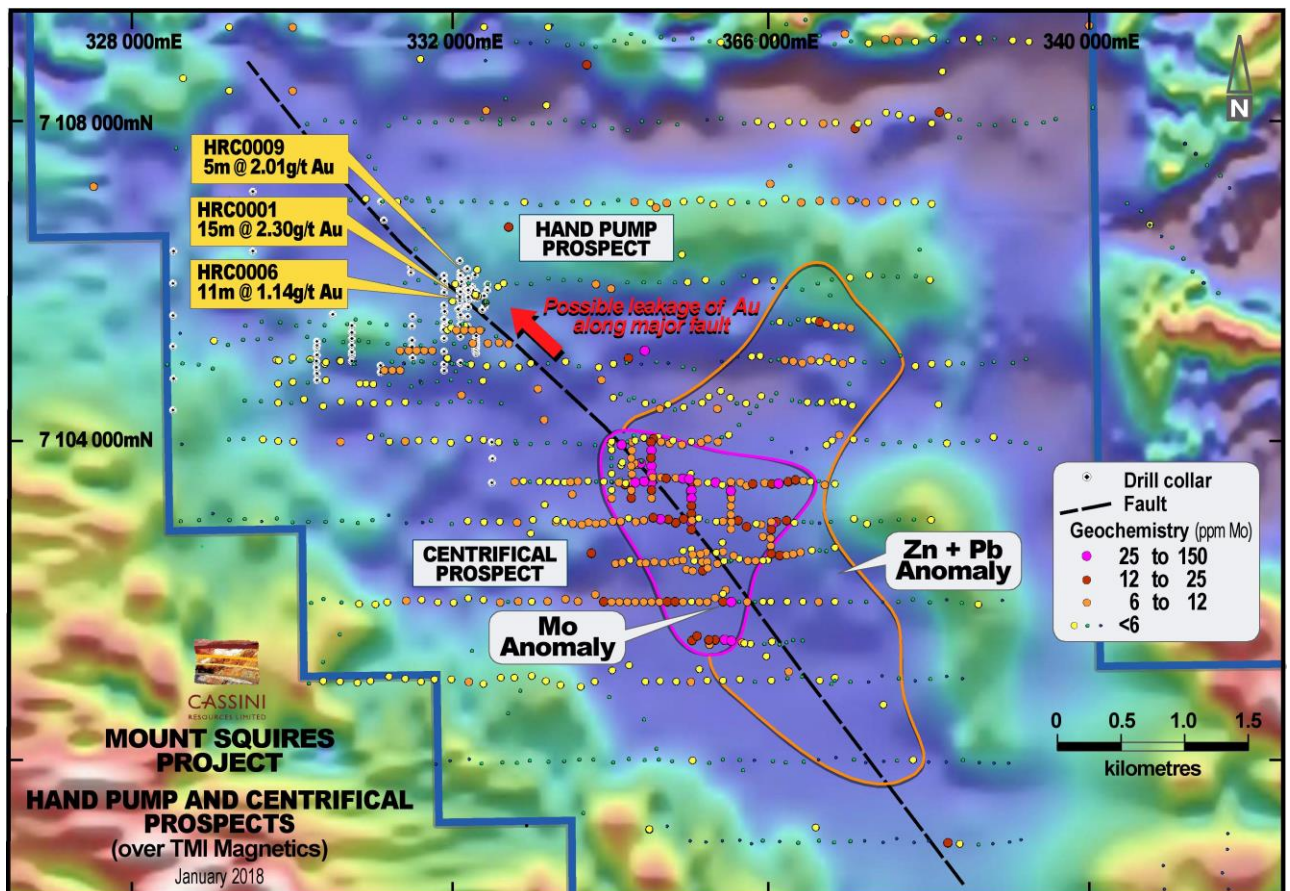 328 000mE
332 000mE
366 000mE
340 000mE
N
7 108 000mN
HRC0009
5m @ 2.01g/t Au
HRC0001
15m @ 2.30g/t Au
HRC0006
11m @ 1.14g/t Au
HAND PUMP
PROSPECT
Possible leakage of Au
along major fault
7 104 000mN
CENTRIFICAL
PROSPECT
Mo
Anomaly
Zn + Pb
Anomaly
Drill collar
Fault
Geochemistry (ppm Mo)
25 to 150
12 to 25
6 to 12
<6
0 0.5 1.0 1.5
kilometres
CASSINI
RESOURCES LIMITED
MOUNT SQUIRES
PROJECT
HAND PUMP AND CENTRIFICAL
PROSPECTS
(over TMI Magnetics)
January 2018